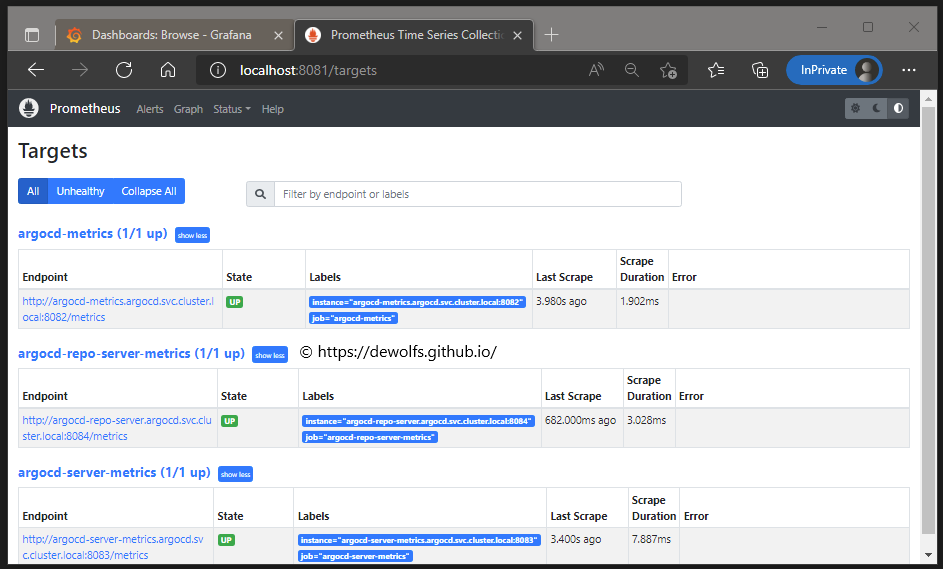 Dashboards: Browse - Grafana
Prometheus Time Series Collectio
localhost:8081/targets
InPrivate
Prometheus
Alerts
Graph
Status
Help
Targets
All
Unhealthy
Collapse All
Filter by endpoint or labels
argocd-metrics (1/1 up)
show less
Endpoint
State
Labels
Last Scrape
Scrape
Duration
Error
http://argocd-metrics.argocd.svc.cluster.l
ocal:8082/metrics
UP
instance="argocd-metrics.argocd.svc.cluster.local:8082"
job="argocd-metrics"
3.980s ago
1.902ms
argocd-repo-server-metrics (1/1 up)
show less
© https://dewolfs.github.io/
Endpoint
State
Labels
Last Scrape
Scrape
Duration
Error
http://argocd-repo-server.argocd.svc.clu
ster.local:8084/metrics
UP
instance="argocd-repo-server.argocd.svc.cluster.local:8084"
job="argocd-repo-server-metrics"
682.000ms ago
3.028ms
argocd-server-metrics (1/1 up)
show less
Endpoint
State
Labels
Last Scrape
Scrape
Duration
Error
http://argocd-server-metrics.argocd.sv
c.cluster.local:8083/metrics
UP
instance="argocd-server-metrics.argocd.svc.cluster.local:8083"
job="argocd-server-metrics"
3.400s ago
7.887ms